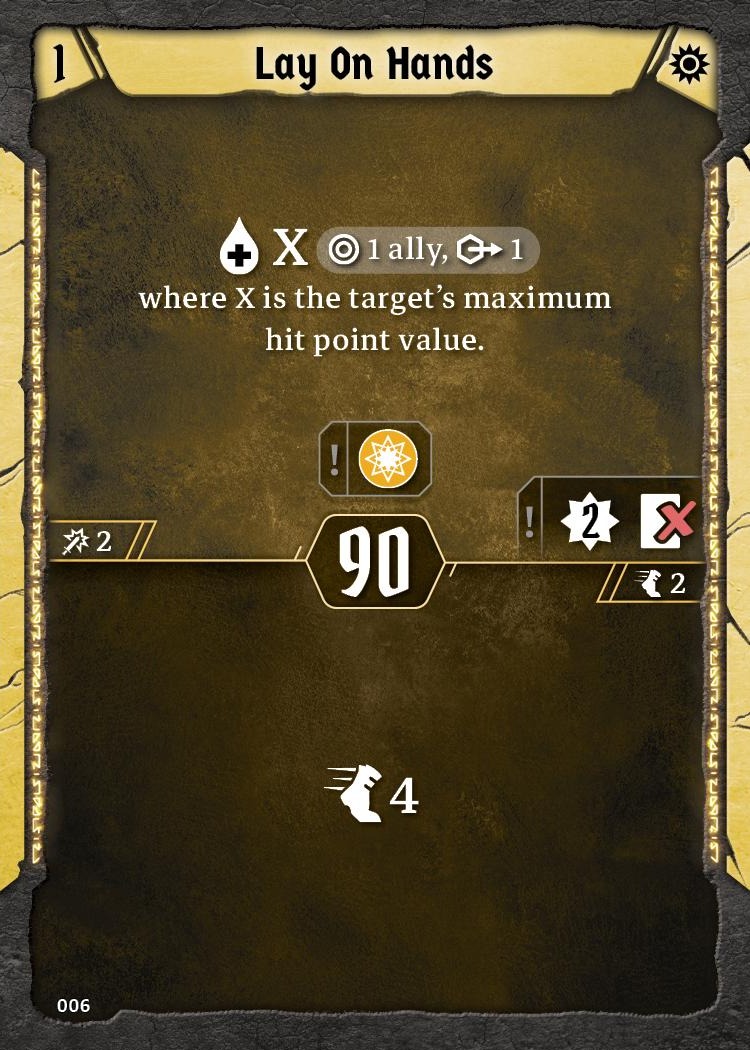 1
Lay On Hands
X 1 ally, 1
where X is the target’s maximum
hit point value.
!
! 2
2
90
2
4
006